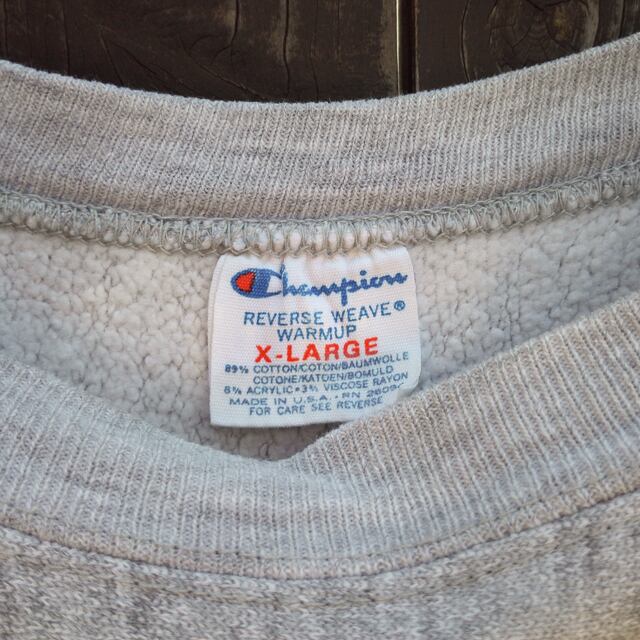 Champion
REVERSE WEAVE®
WARMUP
X-LARGE
89% COTTON/COTON/BAUMWOLLE
COTONE/KATOEN/BOMULD
8% ACRYLIC • 3% VISCOSE RAYON
MADE IN U.S.A. • RN
FOR CARE SEE REVERSE